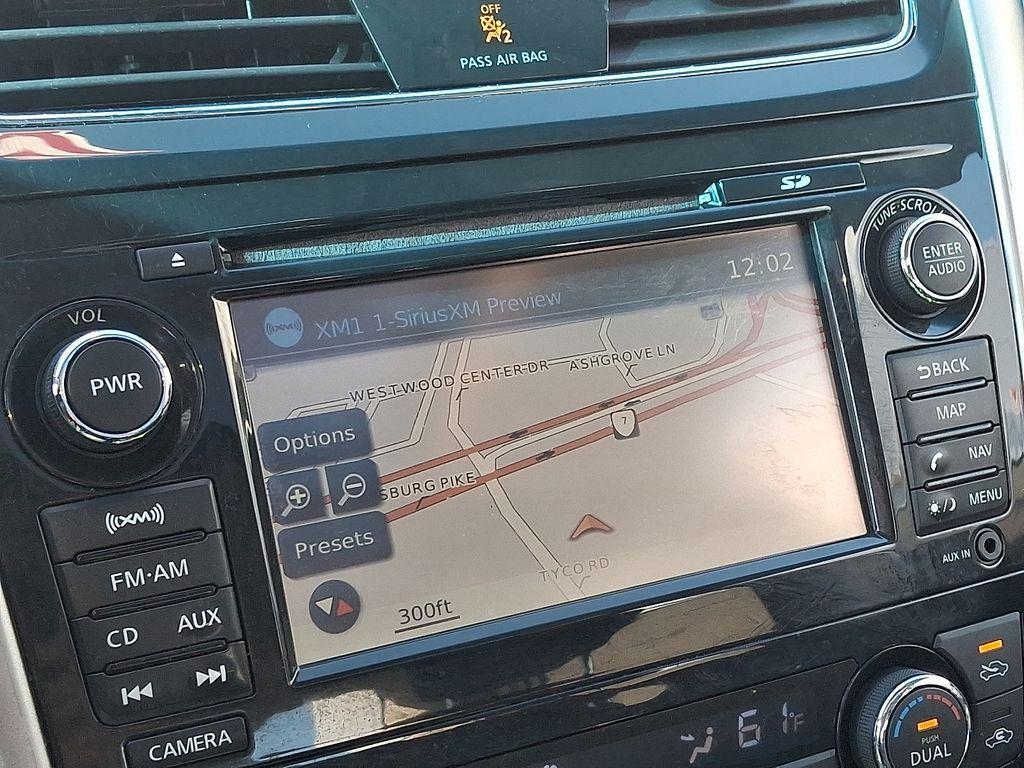 OFF
2
PASS AIR BAG
SD
TUNE·SCROLL
ENTER
AUDIO
VOL
PWR
12:02
XM XM1 1-SiriusXM Preview
WESTWOOD CENTER DR
ASHGROVE LN
7
Options
SBURG PIKE
Presets
TYCO RD
300ft
BACK
MAP
NAV
MENU
AUX IN
XM
FM·AM
CD AUX
CAMERA
61°F
PUSH
DUAL